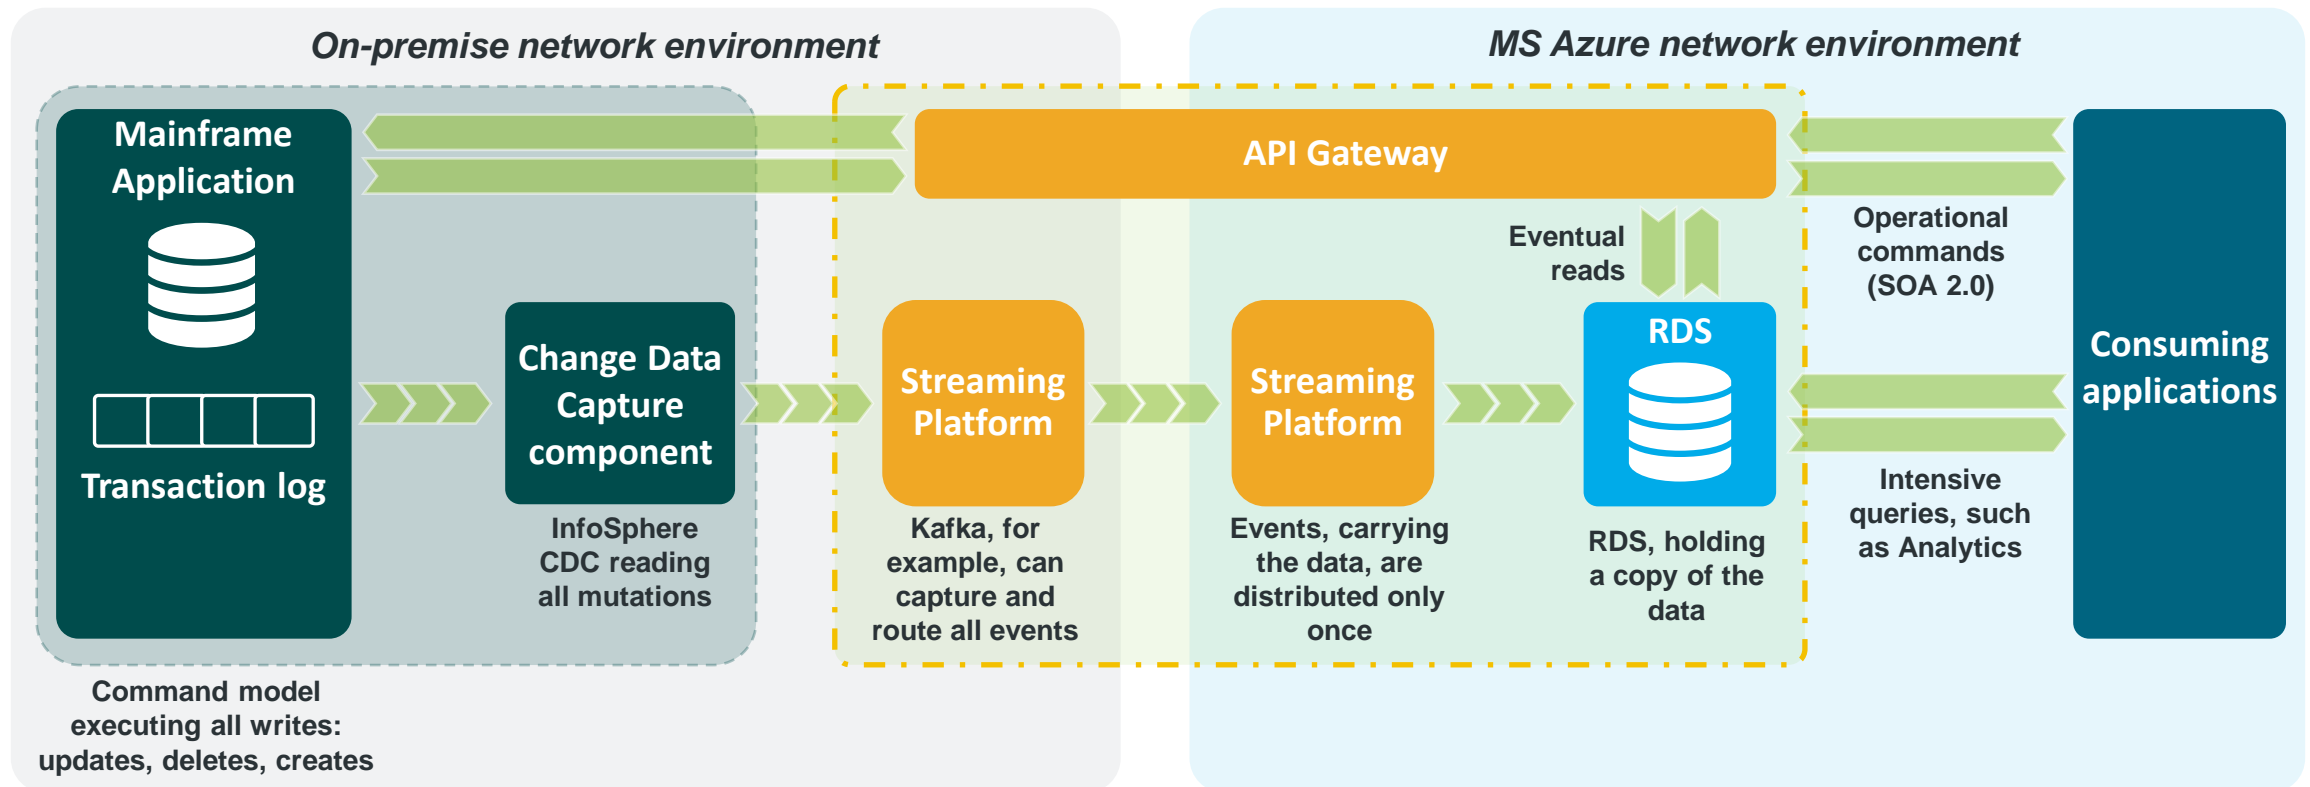 On-premise network environment
MS Azure network environment
Mainframe
Application
Transaction log
Command model
executing all writes:
updates, deletes, creates
Change Data
Capture
component
InfoSphere
CDC reading
all mutations
API Gateway
Streaming
Platform
Kafka, for
example, can
capture and
route all events
Streaming
Platform
Events, carrying
the data, are
distributed only
once
Eventual
reads
RDS
RDS, holding
a copy of the
data
Operational
commands
(SOA 2.0)
Intensive
queries, such
as Analytics
Consuming
applications